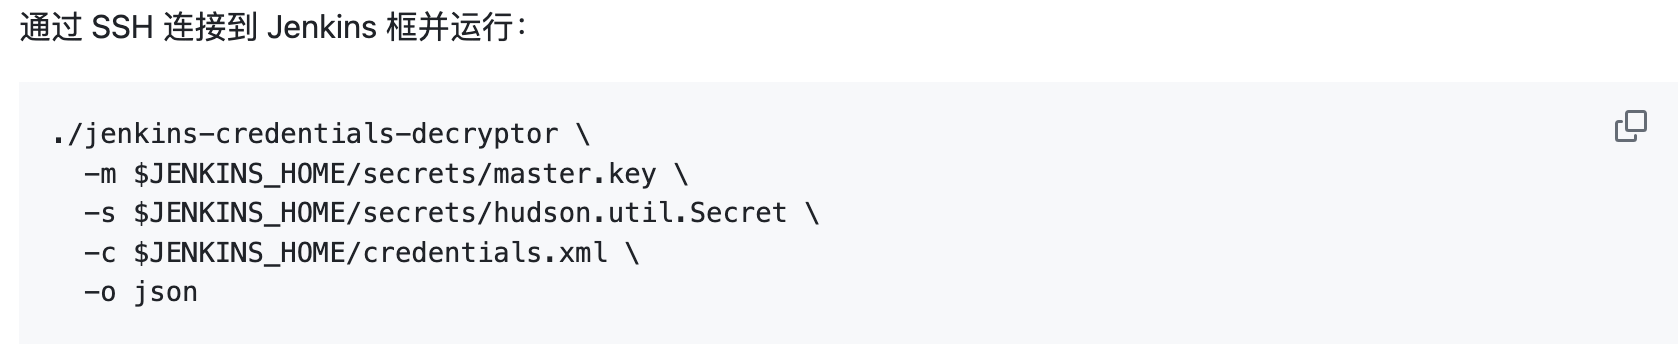 通过 SSH 连接到 Jenkins 框并运行：
./jenkins-credentials-decryptor \
  -m $JENKINS_HOME/secrets/master.key \
  -s $JENKINS_HOME/secrets/hudson.util.Secret \
  -c $JENKINS_HOME/credentials.xml \
  -o json